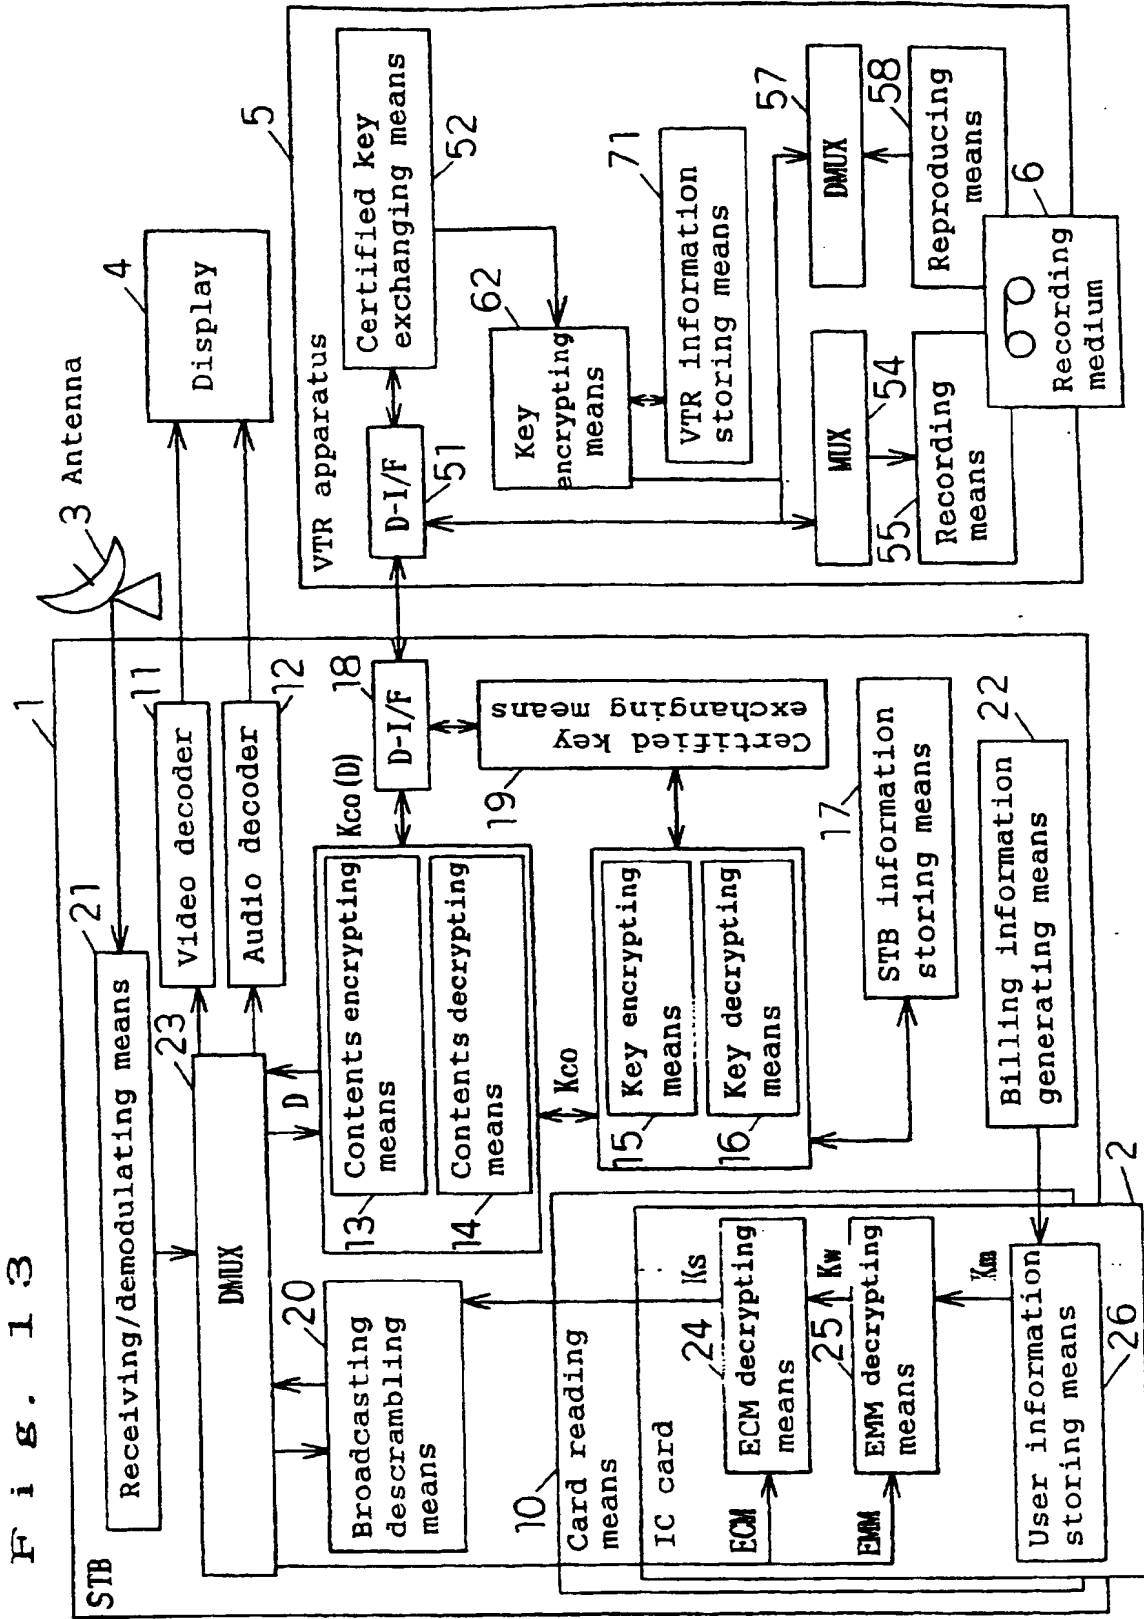 Fig. 13
STB
1
Receiving/demodulating means
21
DMUX
23
Video decoder
11
Audio decoder
12
3
Antenna
Display
4
Broadcasting
descrambling
means
20
D
Contents encrypting
means
13
Contents decrypting
means
14
Kco(D)
D-I/F
18
Certified key
exchanging means
19
Kco
Key encrypting
means
15
Key decrypting
means
16
STB information
storing means
17
Billing information
generating means
22
Card reading
means
10
IC card
2
ECM
ECM decrypting
means
24
Ks
EMM
EMM decrypting
means
25
Kw
Km
User information
storing means
26
VTR apparatus
5
D-I/F
51
Certified key
exchanging means
52
Key
encrypting
means
62
VTR information
storing means
71
MUX
54
Recording
means
55
DMUX
57
Reproducing
means
58
Recording
medium
6